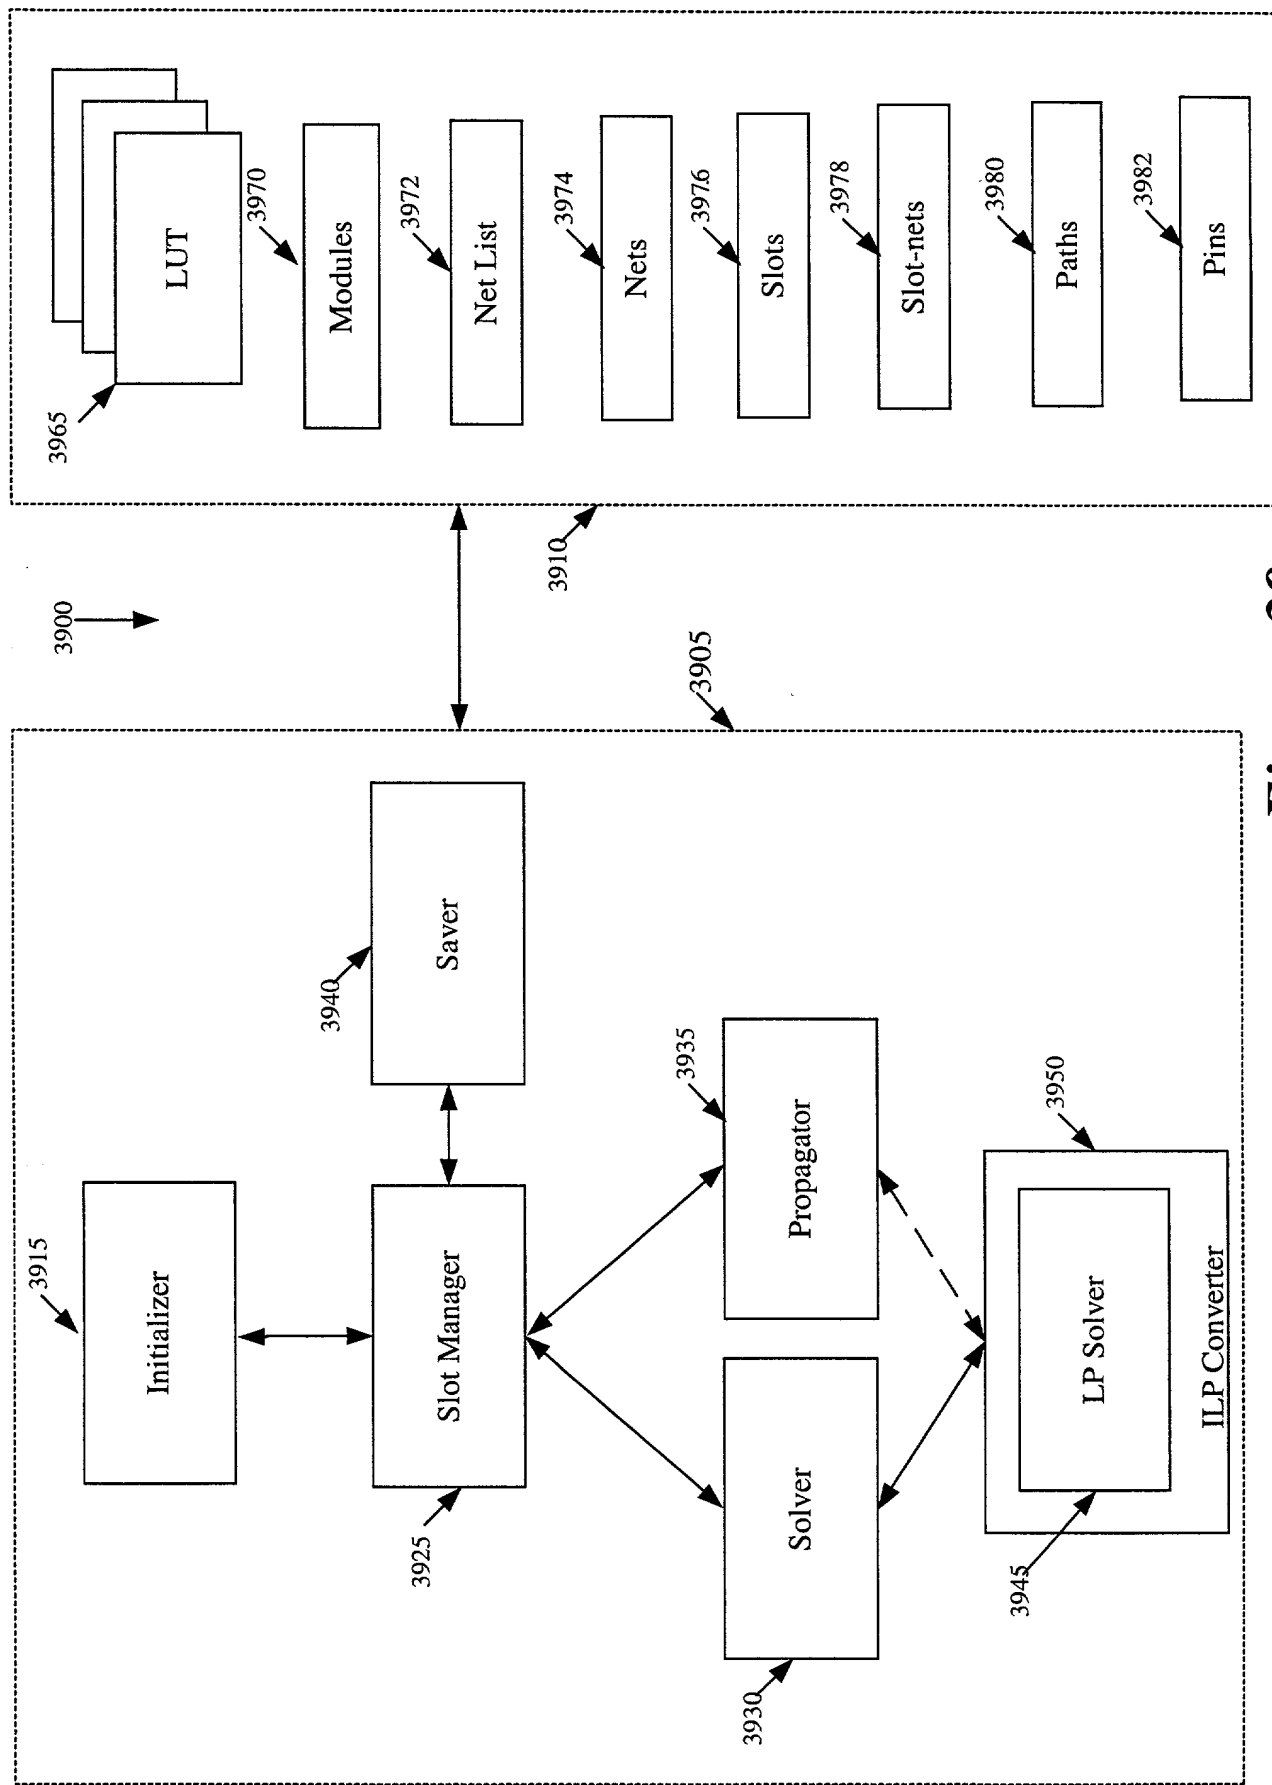 3900
3905
3915
Initializer
3925
Slot Manager
3940
Saver
3930
Solver
3935
Propagator
3945
LP Solver
3950
ILP Converter
3910
3965
LUT
3970
Modules
3972
Net List
3974
Nets
3976
Slots
3978
Slot-nets
3980
Paths
3982
Pins